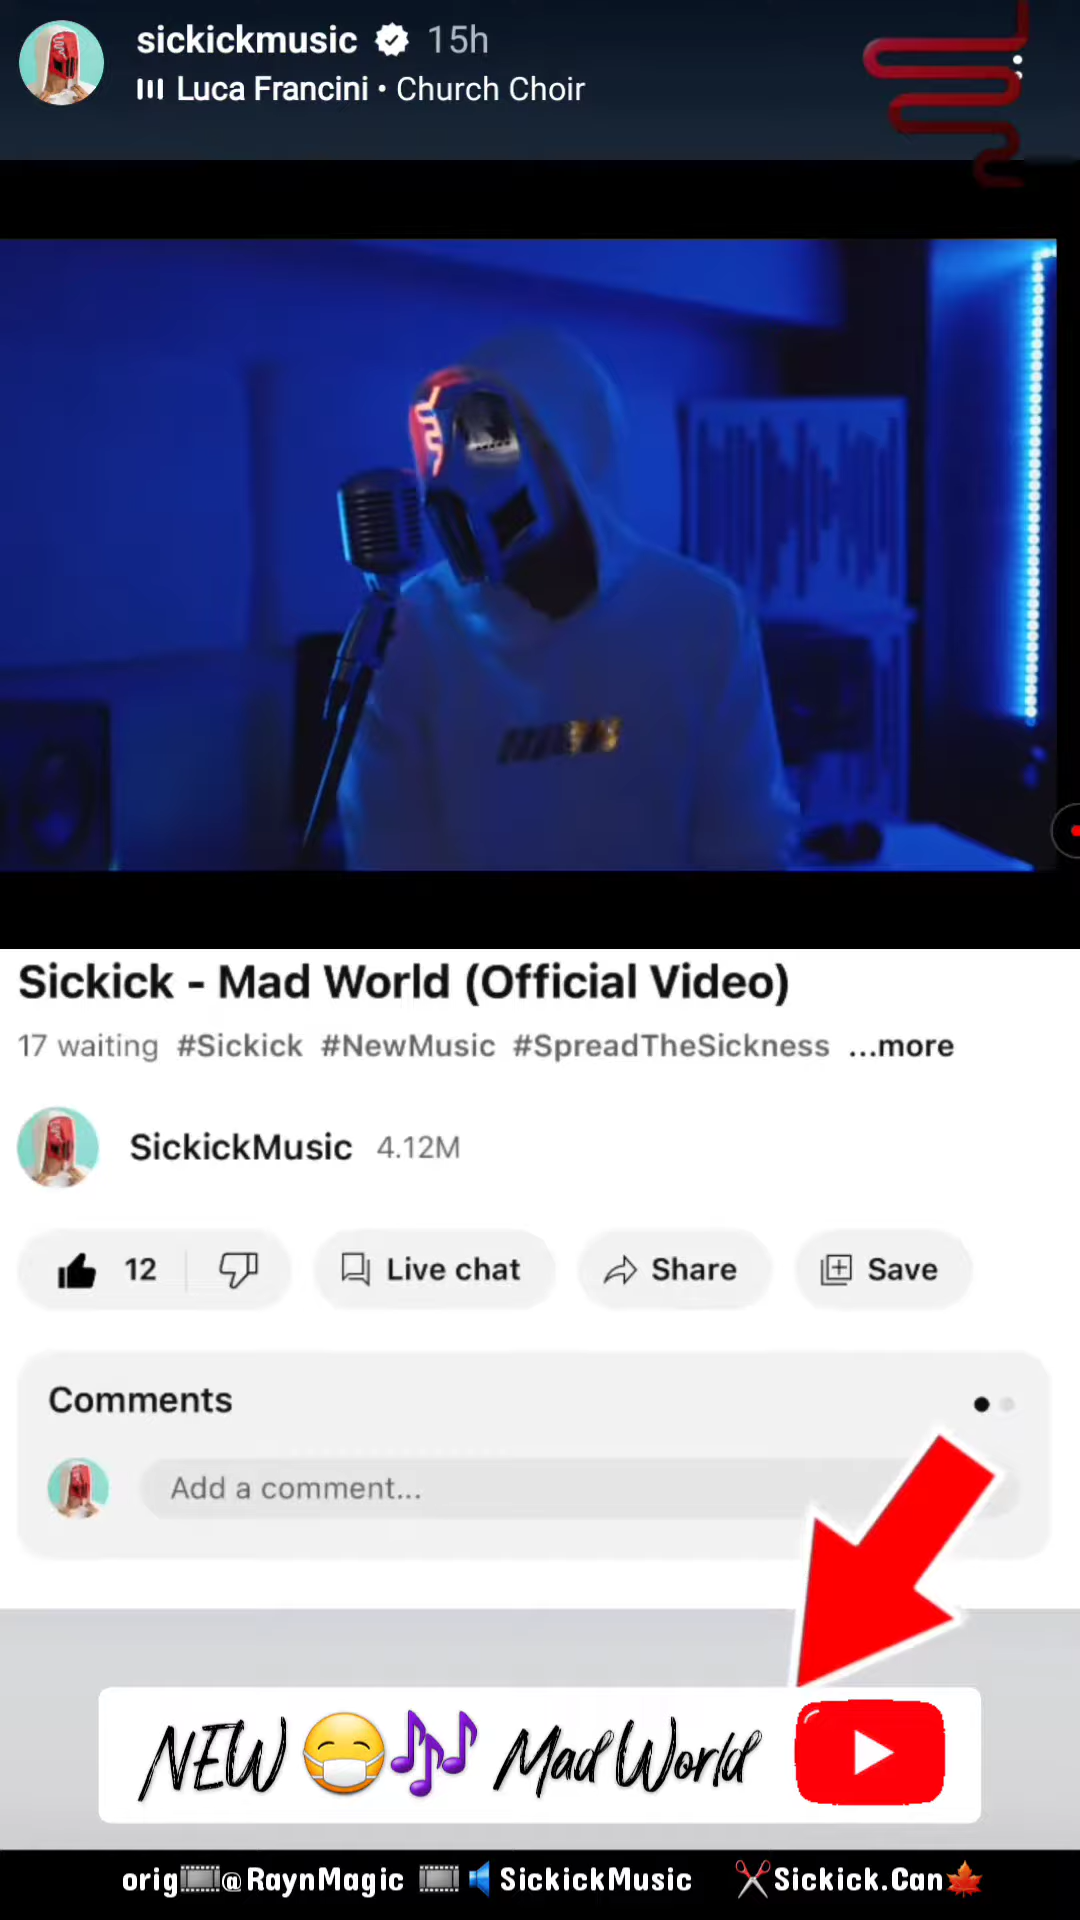 sickickmusic 15h
Luca Francini • Church Choir
Sickick - Mad World (Official Video)
17 waiting #Sickick #NewMusic #SpreadTheSickness ...more
SickickMusic 4.12M
12 Live chat Share Save
Comments
Add a comment...
NEW 😷🎶 Mad World
orig🎞️@RaynMagic 🎞️🔈SickickMusic ✂️Sickick.Can🍁